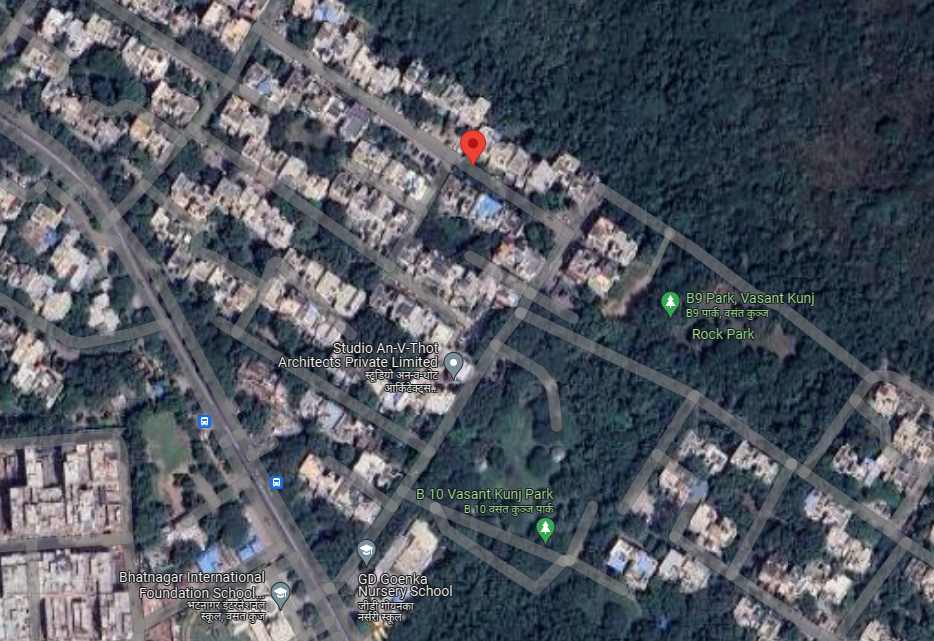 B9 Park, Vasant Kunj
B9 पार्क, वसंत कुञ्ज
Rock Park
Studio An-V-Thot
Architects Private Limited
स्टूडियो अन-व-थोट
आर्किटेक्ट्स...
B 10 Vasant Kunj Park
B 10 वसंत कुञ्ज पार्क
Bhatnagar International
Foundation School...
भटनागर इंटरनेशनल
स्कूल, वसंत कुंज
GD Goenka
Nursery School
जीडी गोयनका
नर्सरी स्कूल